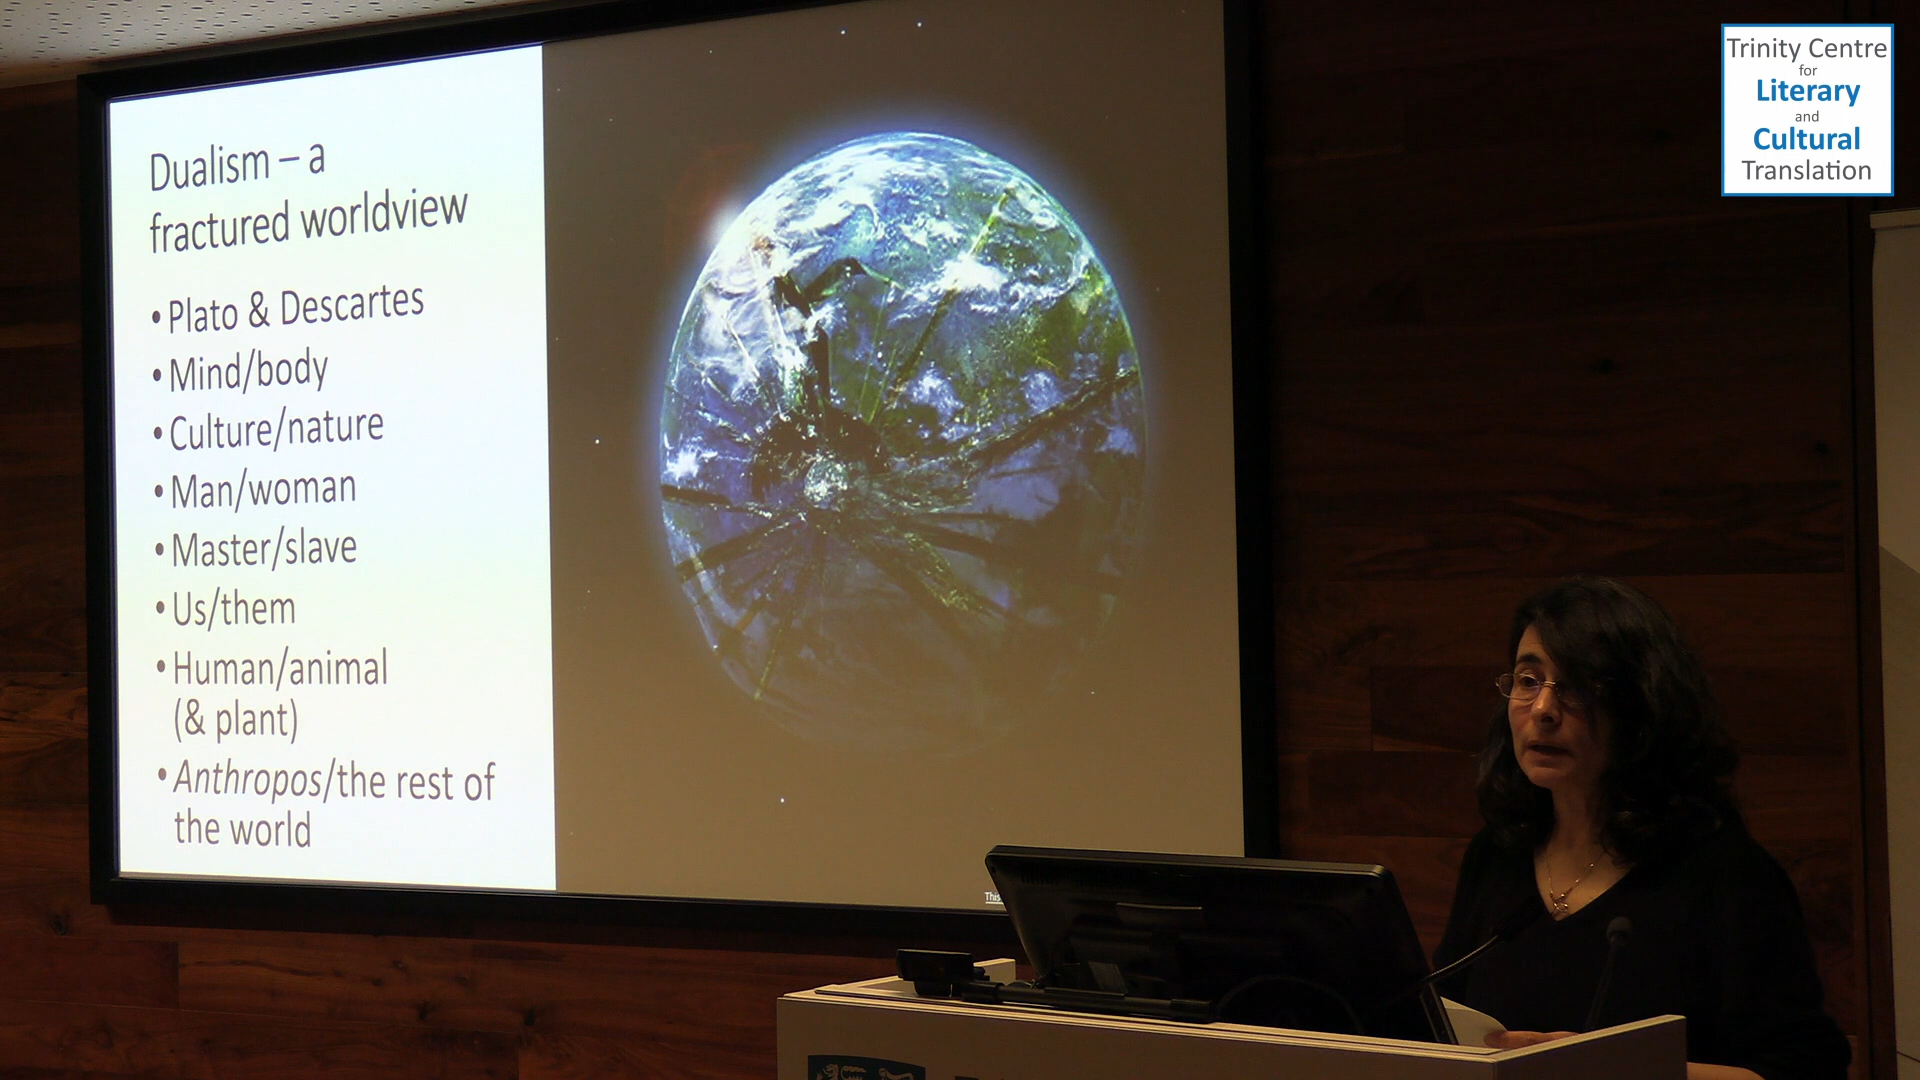 Dualism – a
fractured worldview
• Plato & Descartes
• Mind/body
• Culture/nature
• Man/woman
• Master/slave
• Us/them
• Human/animal
(& plant)
• Anthropos/the rest of
the world
This
Trinity Centre
for
Literary
and
Cultural
Translation